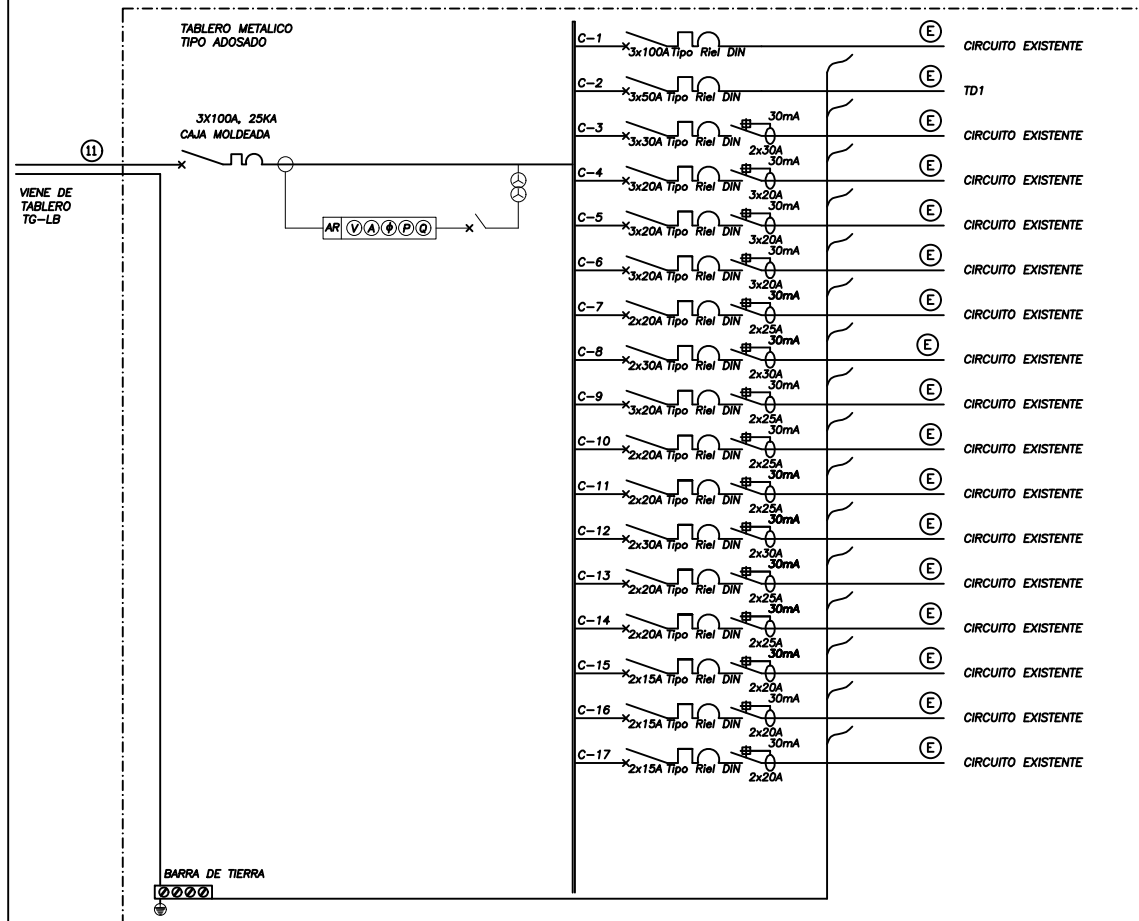 TABLERO METALICO
TIPO ADOSADO
3X100A, 25KA
CAJA MOLDEADA
11
VIENE DE
TABLERO
TG-LB
AR V A ϕ P Q
BARRA DE TIERRA
C-1 3x100A Tipo Riel DIN E CIRCUITO EXISTENTE
C-2 3x50A Tipo Riel DIN E TD1
C-3 3x30A Tipo Riel DIN 30mA 2x30A E CIRCUITO EXISTENTE
C-4 3x20A Tipo Riel DIN 30mA 3x20A E CIRCUITO EXISTENTE
C-5 3x20A Tipo Riel DIN 30mA 3x20A E CIRCUITO EXISTENTE
C-6 3x20A Tipo Riel DIN 30mA 3x20A E CIRCUITO EXISTENTE
C-7 2x20A Tipo Riel DIN 30mA 2x25A E CIRCUITO EXISTENTE
C-8 2x30A Tipo Riel DIN 30mA 2x30A E CIRCUITO EXISTENTE
C-9 3x20A Tipo Riel DIN 30mA 2x25A E CIRCUITO EXISTENTE
C-10 2x20A Tipo Riel DIN 30mA 2x25A E CIRCUITO EXISTENTE
C-11 2x20A Tipo Riel DIN 30mA 2x25A E CIRCUITO EXISTENTE
C-12 2x30A Tipo Riel DIN 30mA 2x30A E CIRCUITO EXISTENTE
C-13 2x20A Tipo Riel DIN 30mA 2x25A E CIRCUITO EXISTENTE
C-14 2x20A Tipo Riel DIN 30mA 2x25A E CIRCUITO EXISTENTE
C-15 2x15A Tipo Riel DIN 30mA 2x20A E CIRCUITO EXISTENTE
C-16 2x15A Tipo Riel DIN 30mA 2x20A E CIRCUITO EXISTENTE
C-17 2x15A Tipo Riel DIN 30mA 2x20A E CIRCUITO EXISTENTE